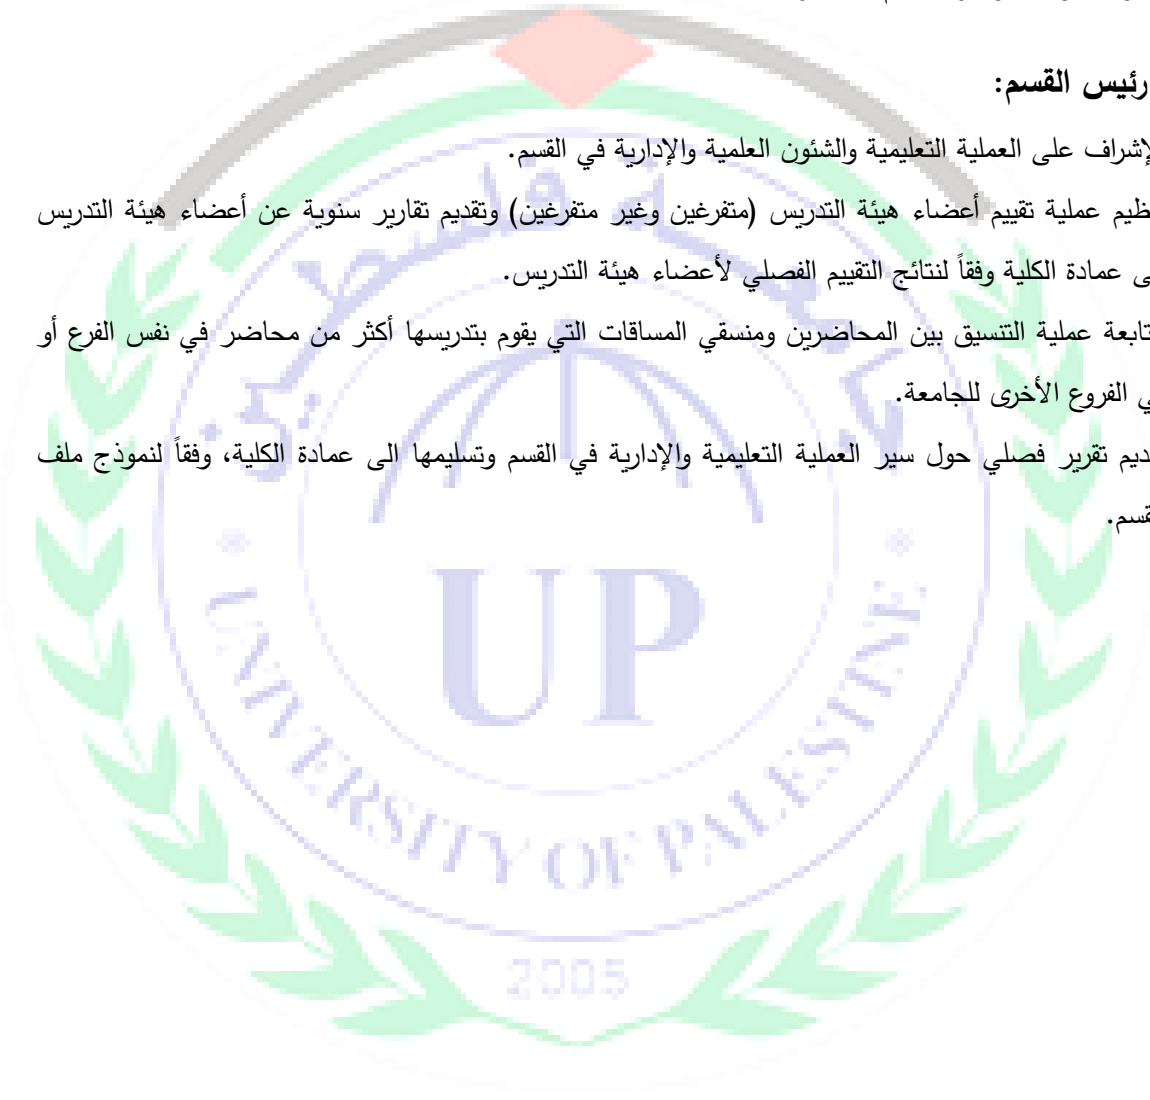 رئيس القسم:
لإشراف على العملية التعليمية والشئون العلمية والإدارية في القسم.
ظيم عملية تقييم أعضاء هيئة التدريس (متفرغين وغير متفرغين) وتقديم تقارير سنوية عن أعضاء هيئة التدريس
ى عمادة الكلية وفقاً لنتائج التقييم الفصلي لأعضاء هيئة التدريس.
تابعة عملية التنسيق بين المحاضرين ومنسقي المساقات التي يقوم بتدريسها أكثر من محاضر في نفس الفرع أو
ي الفروع الأخرى للجامعة.
ديم تقرير فصلي حول سير العملية التعليمية والإدارية في القسم وتسليمها الى عمادة الكلية، وفقاً لنموذج ملف
قسم.
جامعة فلسطين
UP
UNIVERSITY OF PALESTINE
2005